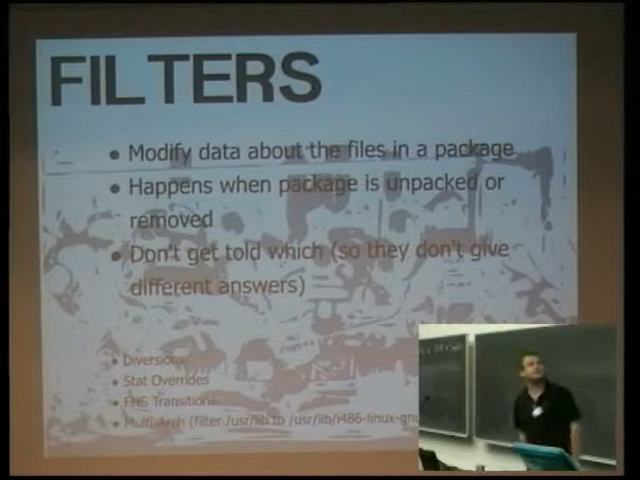 FILTERS
• Modify data about the files in a package
• Happens when package is unpacked or
removed
• Don't get told which (so they don't give
different answers)
• Diversions
• Stat Overrides
• FHS Transitions
• Multi-Arch (filter /usr/lib to /usr/lib/i486-linux-gnu